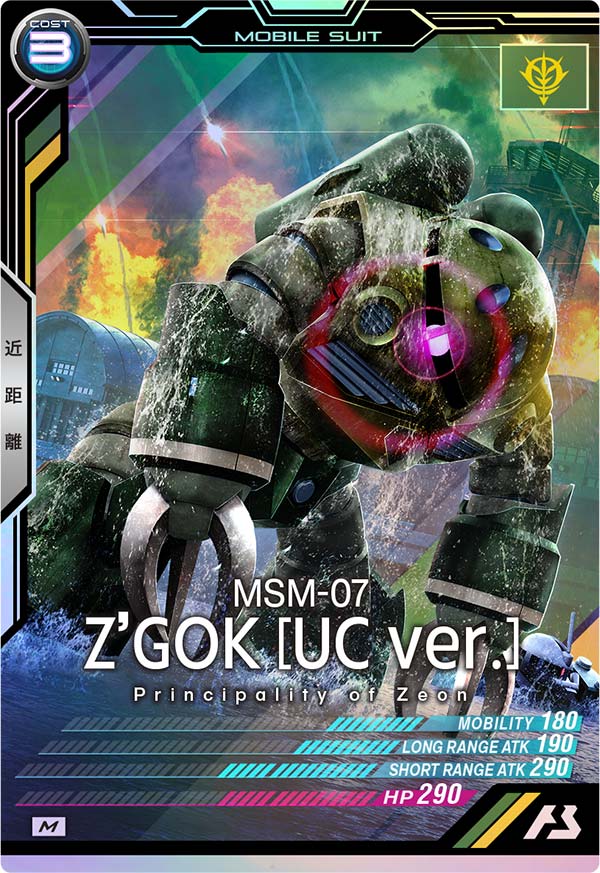 COST
3
MOBILE SUIT
近距離
MSM-07
Z'GOK [UC ver.]
Principality of Zeon
MOBILITY 180
LONG RANGE ATK 190
SHORT RANGE ATK 290
HP 290
M